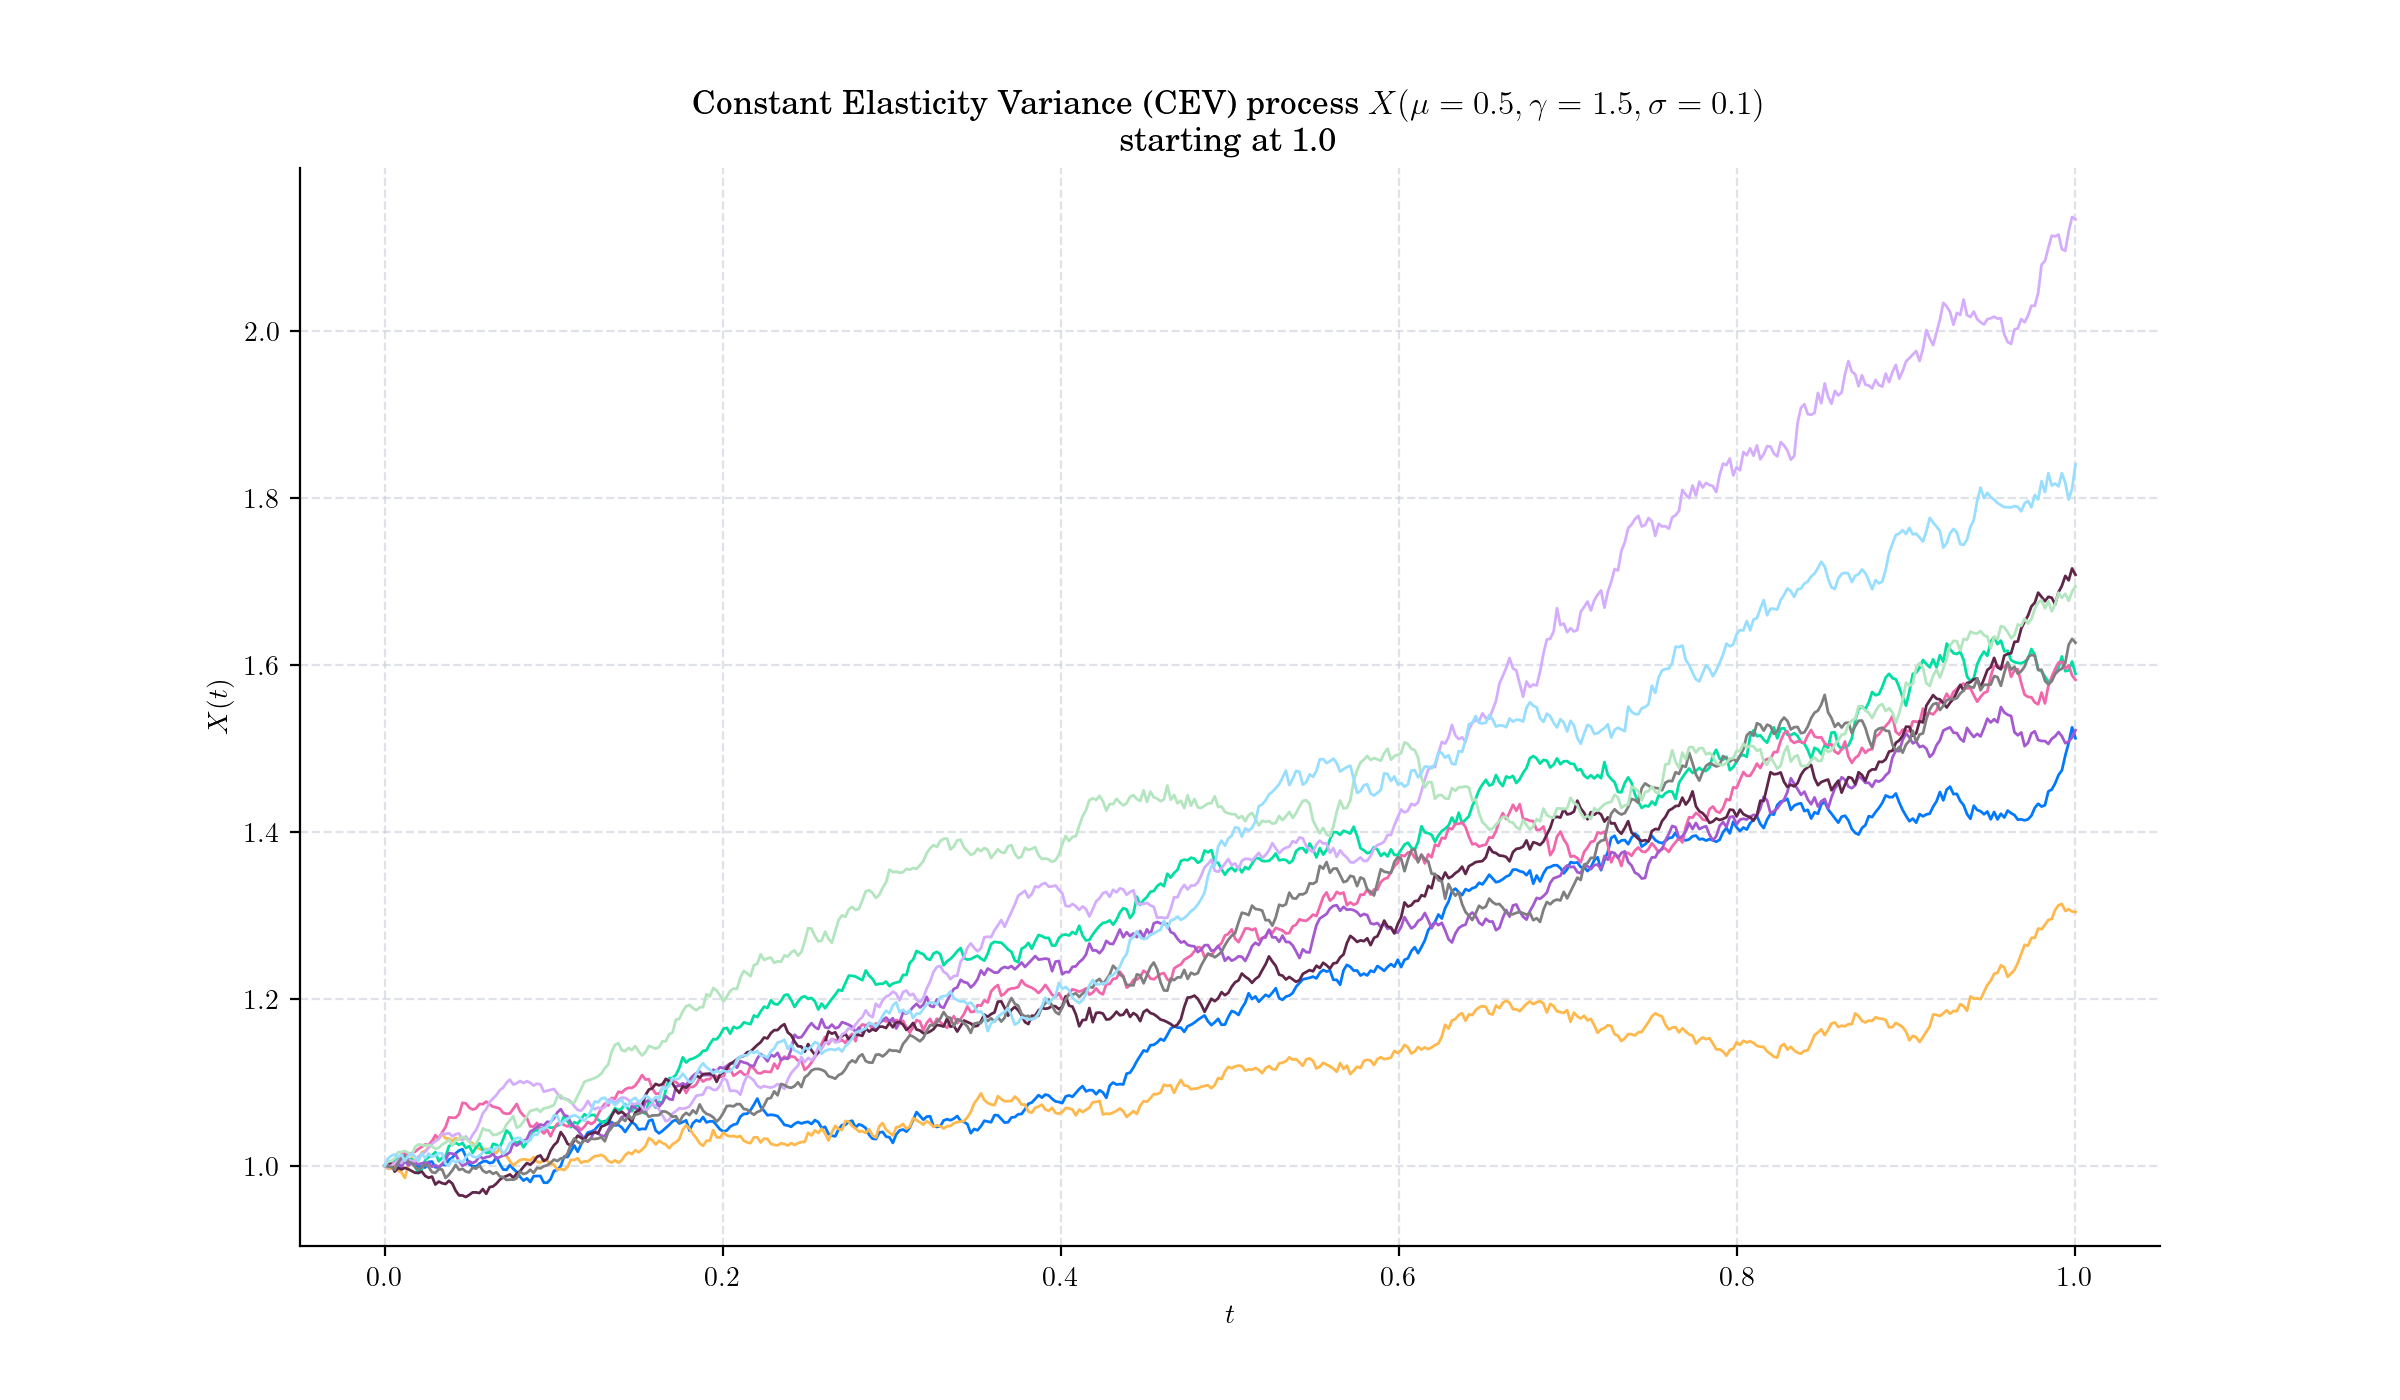 Constant Elasticity Variance (CEV) process X(μ = 0.5, γ = 1.5, σ = 0.1)
starting at 1.0
2.0
1.8
1.6
X(t)
1.4
1.2
1.0
0.0 0.2 0.4 0.6 0.8 1.0
t